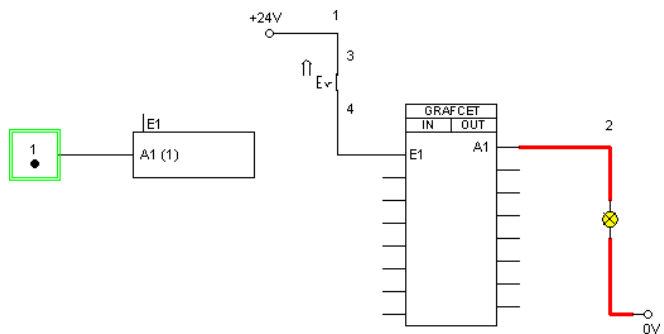 1
+24V
3
E
4
GRAFCET
IN OUT
E1 A1
2
0V
1
E1
A1 (1)